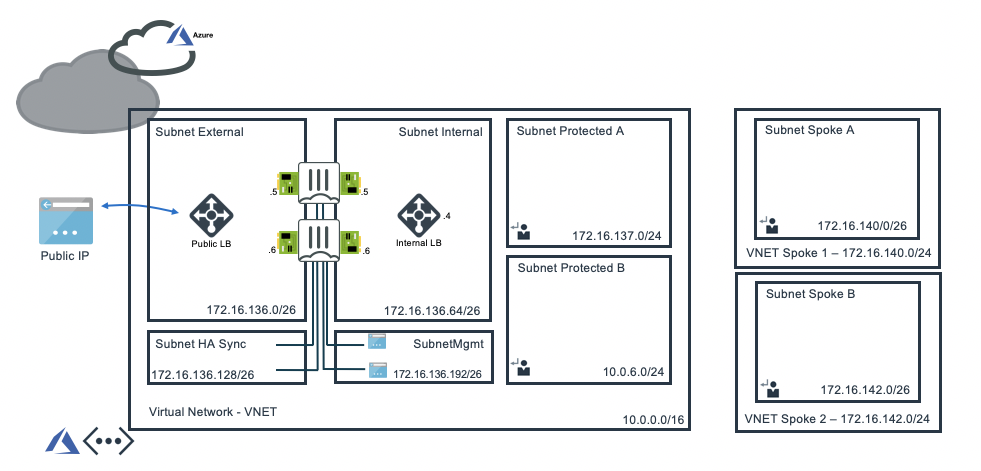 Azure
Subnet External
Subnet Internal
Subnet Protected A
Subnet Spoke A
.5
.5
.4
Public LB
Internal LB
.6
.6
Public IP
172.16.137.0/24
172.16.140/0/26
VNET Spoke 1 – 172.16.140.0/24
Subnet Protected B
Subnet Spoke B
172.16.136.0/26
172.16.136.64/26
Subnet HA Sync
SubnetMgmt
172.16.136.128/26
172.16.136.192/26
10.0.6.0/24
172.16.142.0/26
Virtual Network - VNET
10.0.0.0/16
VNET Spoke 2 – 172.16.142.0/24